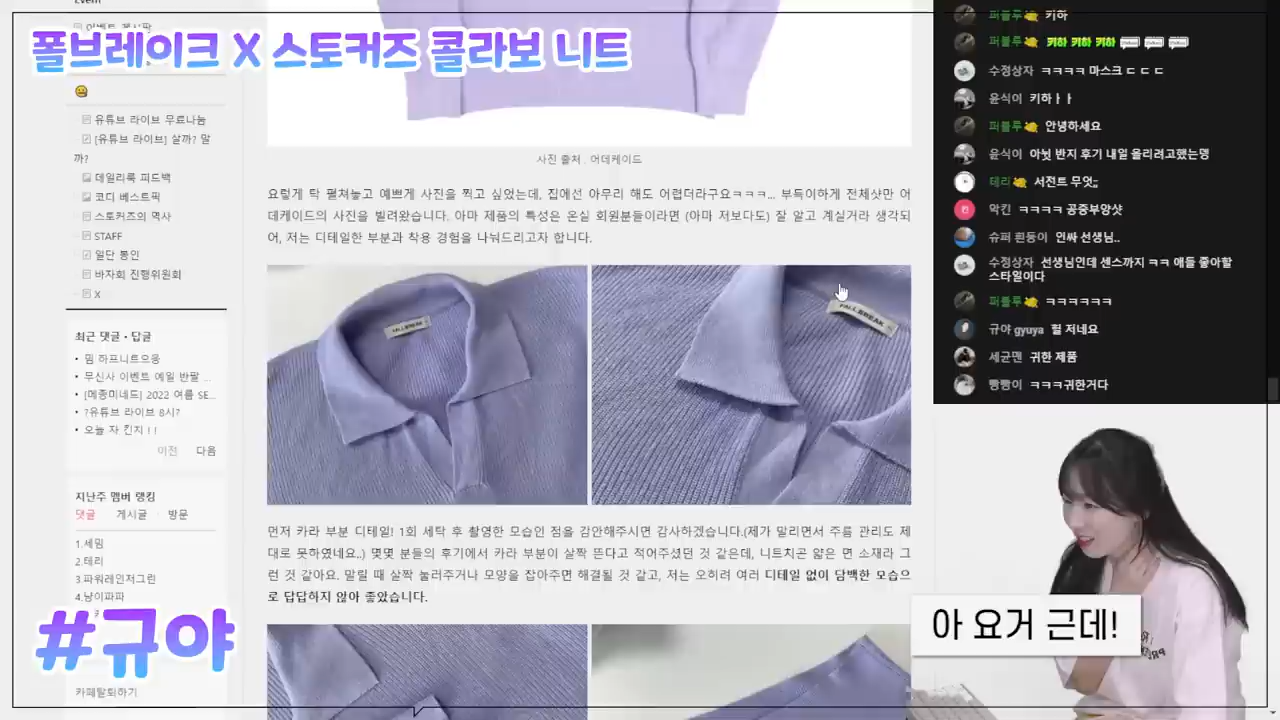 폴브레이크 X 스토커즈 콜라보 니트
유튜브 라이브 무료나눔
[유튜브 라이브] 살까? 말
까?
데일리룩 피드백
코디 베스트픽
스토커즈의 역사
STAFF
일단 통인
바자회 진행위원회
X
최근 댓글・답글
• 밈 하프니트으웅
• 무신사 이벤트 예일 반팔 ...
• [메종미네드] 2022 여름 SE...
• ?유튜브 라이브 8시?
• 오늘 자 킨지 ! !
이전 다음
지난주 멤버 랭킹
댓글 게시글 방문
1.세밈
2.테리
3.파워레인저그린
4.냥이파파
#규야
카페탈퇴하기
사진 출처 . 어데케이드
요렇게 탁 펼쳐놓고 예쁘게 사진을 찍고 싶었는데, 집에선 아무리 해도 어렵더라구요ㅋㅋㅋ... 부득이하게 전체샷만 어
데케이드의 사진을 빌려왔습니다. 아마 제품의 특성은 온실 회원분들이라면 (아마 저보다도) 잘 알고 계실거라 생각되
어, 저는 디테일한 부분과 착용 경험을 나눠드리고자 합니다.
FALLBREAK
FALLBREAK
먼저 카라 부분 디테일! 1회 세탁 후 촬영한 모습인 점을 감안해주시면 감사하겠습니다.(제가 말리면서 주름 관리도 제
대로 못하였네요..) 몇몇 분들의 후기에서 카라 부분이 살짝 뜬다고 적어주셨던 것 같은데, 니트치곤 얇은 면 소재라 그
런 것 같아요. 말릴 때 살짝 눌러주거나 모양을 잡아주면 해결될 것 같고, 저는 오히려 여러 디테일 없이 담백한 모습으
로 답답하지 않아 좋았습니다.
퍼블루 키하
퍼블루 키하 키하 키하
수정상자 ㅋㅋㅋㅋ 마스크 ㄷ ㄷ ㄷ
윤식이 키하ㅏㅏ
퍼블루 안녕하세요
윤식이 아뉫 반지 후기 내일 올리려고했는뎅
테리 서전트 무엇;;
악킨 ㅋㅋㅋㅋ 공중부양샷
슈퍼 흰둥이 인싸 선생님..
수정상자 선생님인데 센스까지 ㅋㅋ 애들 좋아할
스타일이다
퍼블루 ㅋㅋㅋㅋㅋㅋ
규야 gyuya 헐 저네요
세균맨 귀한 제품
빵빵이 ㅋㅋㅋ귀한거다
아 요거 근데!